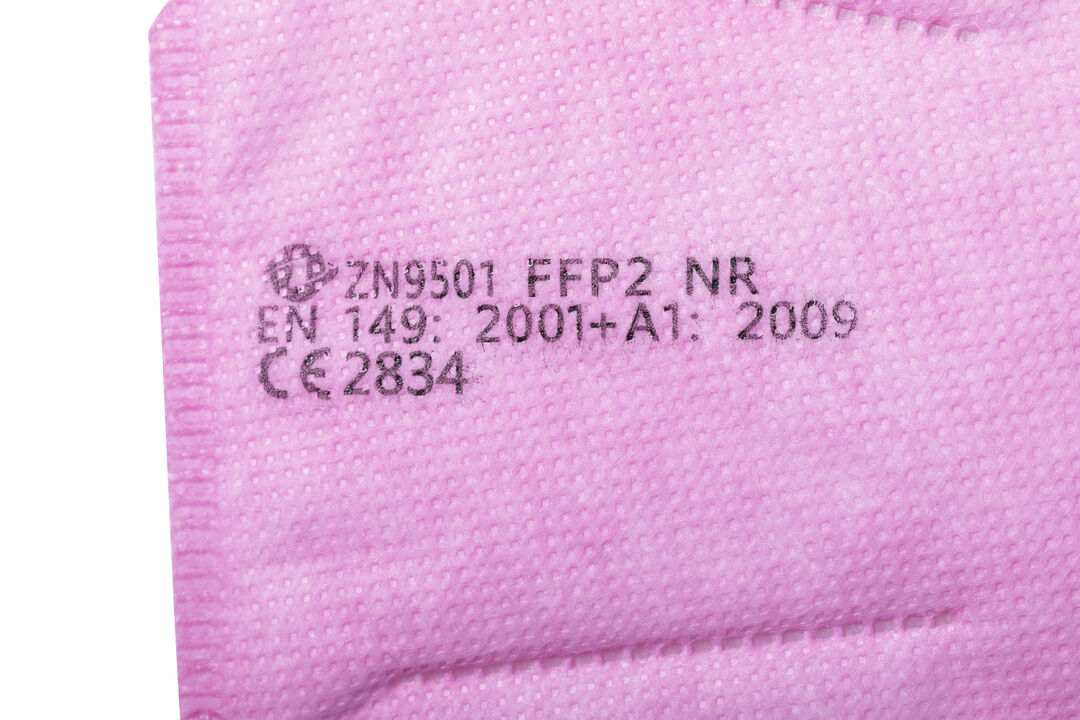 ZN9501 FFP2 NR
EN 149: 2001+A1: 2009
CE 2834